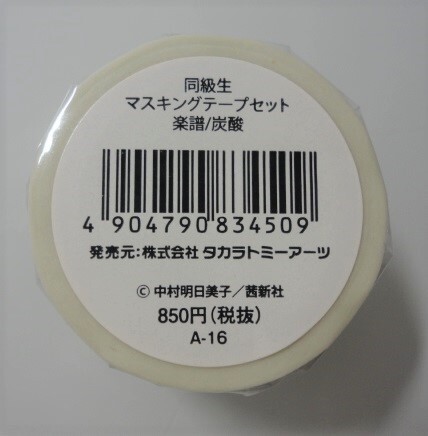 同級生
マスキングテープセット
楽譜/炭酸
4 904790 834509
発売元:株式会社 タカラトミーアーツ
© 中村明日美子/茜新社
850円(税抜)
A-16